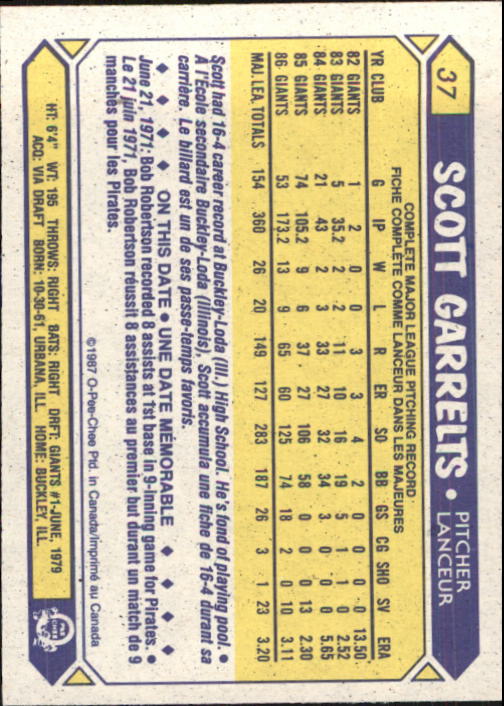 37
SCOTT GARRELTS • PITCHER
LANCEUR
COMPLETE MAJOR LEAGUE PITCHING RECORD
FICHE COMPLÈTE COMME LANCEUR DANS LES MAJEURES
YR CLUB G IP W L R ER SO BB GS CG SHO SV ERA
82 GIANTS 1 2 0 0 3 3 4 2 0 0 0 0 13.50
83 GIANTS 5 35.2 2 2 11 10 16 19 5 1 1 0 2.52
84 GIANTS 21 43 2 3 33 27 32 34 3 0 0 0 5.65
85 GIANTS 74 105.2 9 6 37 27 106 58 0 0 0 13 2.30
86 GIANTS 53 173.2 13 9 65 60 125 74 18 2 0 10 3.11
MAJ. LEA. TOTALS 154 360 26 20 149 127 283 187 26 3 1 23 3.20
Scott had 16-4 career record at Buckley-Loda (Ill.) High School. He's fond of playing pool. •
À l'École secondaire Buckley-Loda (Illinois), Scott accumula une fiche de 16-4 durant sa
carrière. Le billard est un de ses passe-temps favoris.
◆ ◆ ◆ ◆ ON THIS DATE • UNE DATE MÉMORABLE ◆ ◆ ◆ ◆
June 21, 1971: Bob Robertson recorded 8 assists at 1st base in 9-inning game for Pirates. •
Le 21 juin 1971, Bob Robertson réussit 8 assistances au premier but durant un match de 9
manches pour les Pirates.
©1987 O-Pee-Chee Ptd. in Canada/Imprimé au Canada
HT: 6'4" WT: 195 THROWS: RIGHT BATS: RIGHT DRFT: GIANTS #1-JUNE, 1979
ACQ: VIA DRAFT BORN: 10-30-61, URBANA, ILL. HOME: BUCKLEY, ILL.
O
PEE
CHEE